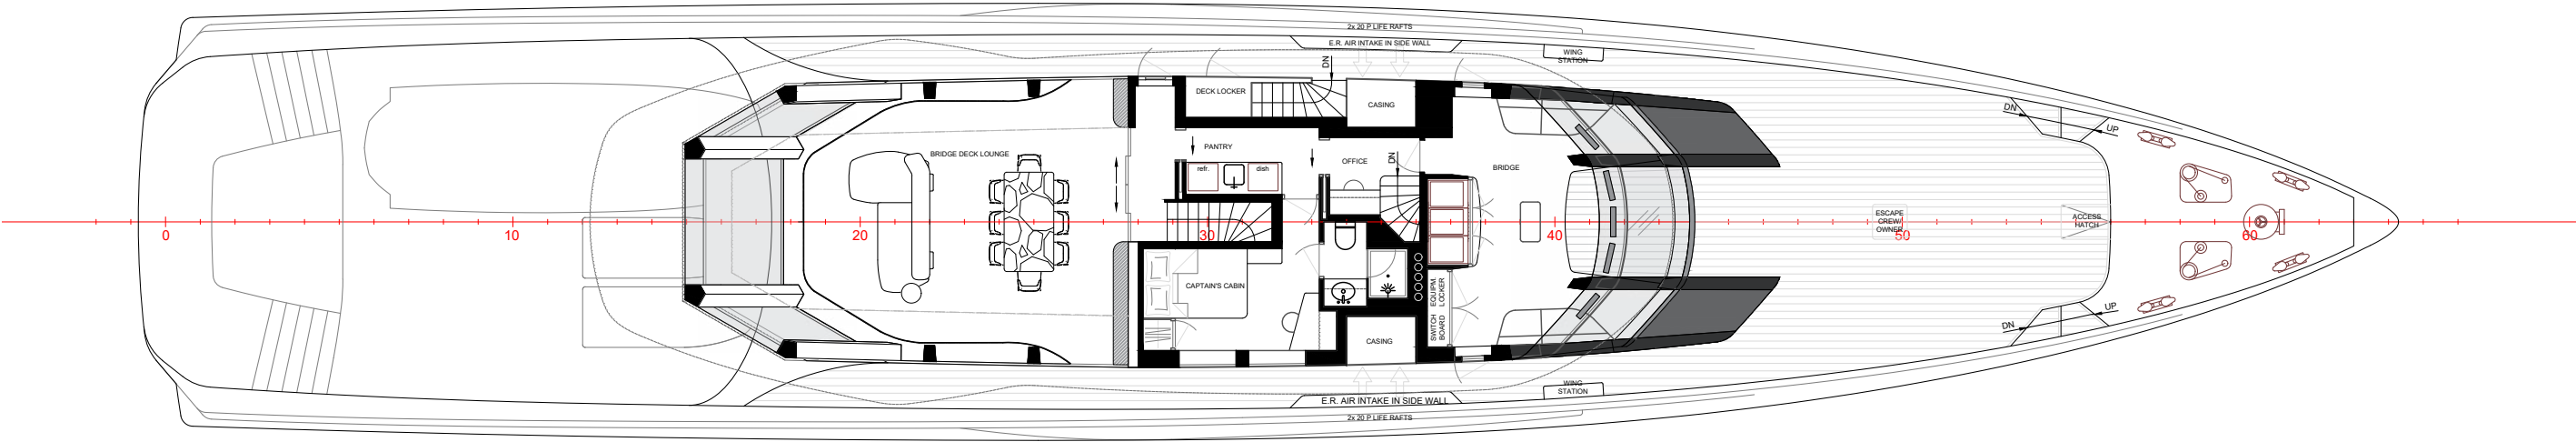 2x 20 P LIFE RAFTS
E.R. AIR INTAKE IN SIDE WALL
WING
STATION
DN
DECK LOCKER
CASING
DN
UP
BRIDGE DECK LOUNGE
PANTRY
OFFICE
DN
BRIDGE
refr.
dish
0
10
20
30
40
50
60
ESCAPE
CREW/
OWNER
ACCESS
HATCH
CAPTAIN'S CABIN
SWITCH
BOARD
EQUIPM.
LOCKER
CASING
UP
DN
WING
STATION
E.R. AIR INTAKE IN SIDE WALL
2x 20 P LIFE RAFTS